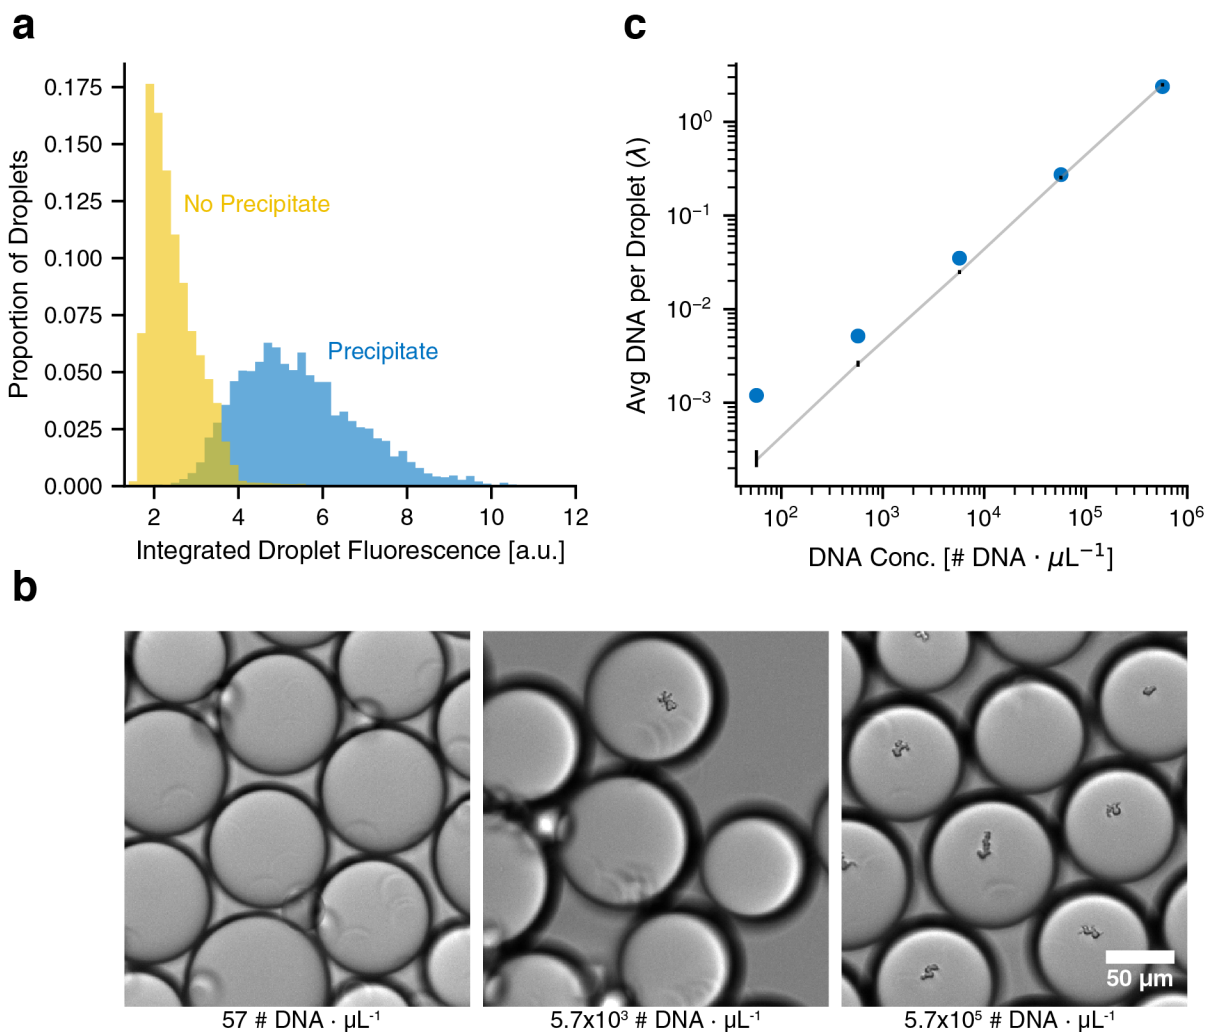 a
0.175
0.150
0.125
0.100
0.075
0.050
0.025
0.000
Proportion of Droplets
No Precipitate
Precipitate
2 4 6 8 10 12
Integrated Droplet Fluorescence [a.u.]
c
10⁰
10⁻¹
10⁻²
10⁻³
Avg DNA per Droplet (λ)
10² 10³ 10⁴ 10⁵ 10⁶
DNA Conc. [# DNA · μL⁻¹]
b
50 μm
57 # DNA · μL⁻¹
5.7x10³ # DNA · μL⁻¹
5.7x10⁵ # DNA · μL⁻¹